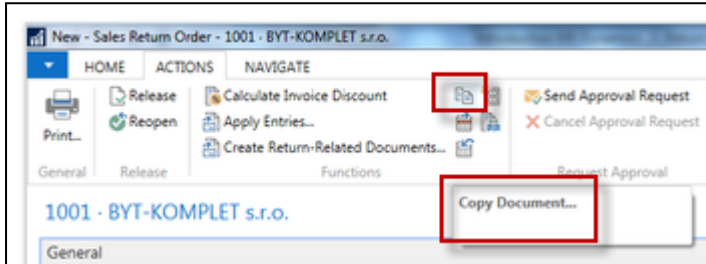 New - Sales Return Order - 1001 · BYT-KOMPLET s.r.o.
HOME ACTIONS NAVIGATE
Release Calculate Invoice Discount Send Approval Request
Print... Reopen Apply Entries... Cancel Approval Request
Create Return-Related Documents...
General Release Functions Request Approval
1001 · BYT-KOMPLET s.r.o.
Copy Document...
General